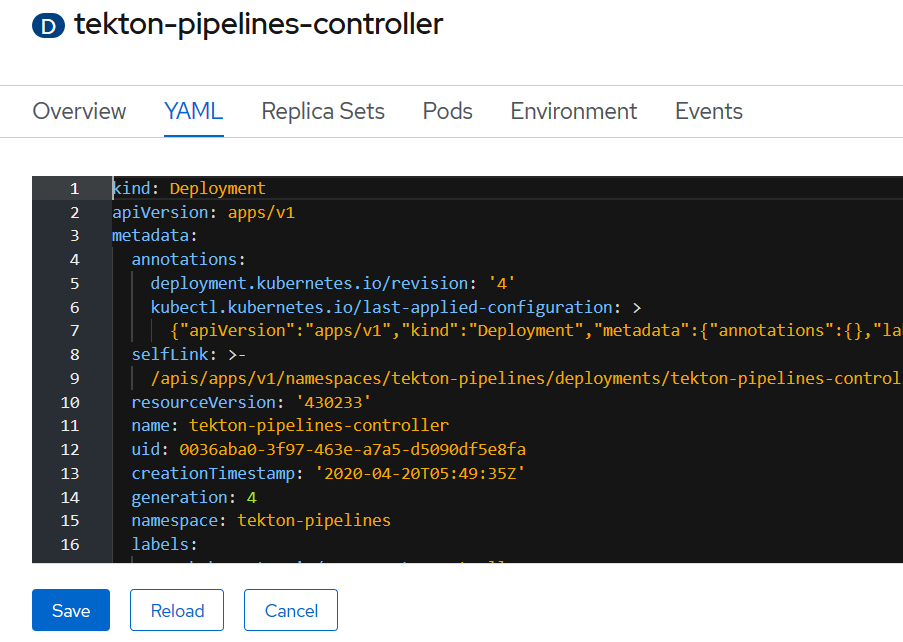 D tekton-pipelines-controller
Overview YAML Replica Sets Pods Environment Events
1 kind: Deployment
2 apiVersion: apps/v1
3 metadata:
4 annotations:
5 deployment.kubernetes.io/revision: '4'
6 kubectl.kubernetes.io/last-applied-configuration: >
7 {"apiVersion":"apps/v1","kind":"Deployment","metadata":{"annotations":{},"la
8 selfLink: >-
9 /apis/apps/v1/namespaces/tekton-pipelines/deployments/tekton-pipelines-control
10 resourceVersion: '430233'
11 name: tekton-pipelines-controller
12 uid: 0036aba0-3f97-463e-a7a5-d5090df5e8fa
13 creationTimestamp: '2020-04-20T05:49:35Z'
14 generation: 4
15 namespace: tekton-pipelines
16 labels:
Save Reload Cancel